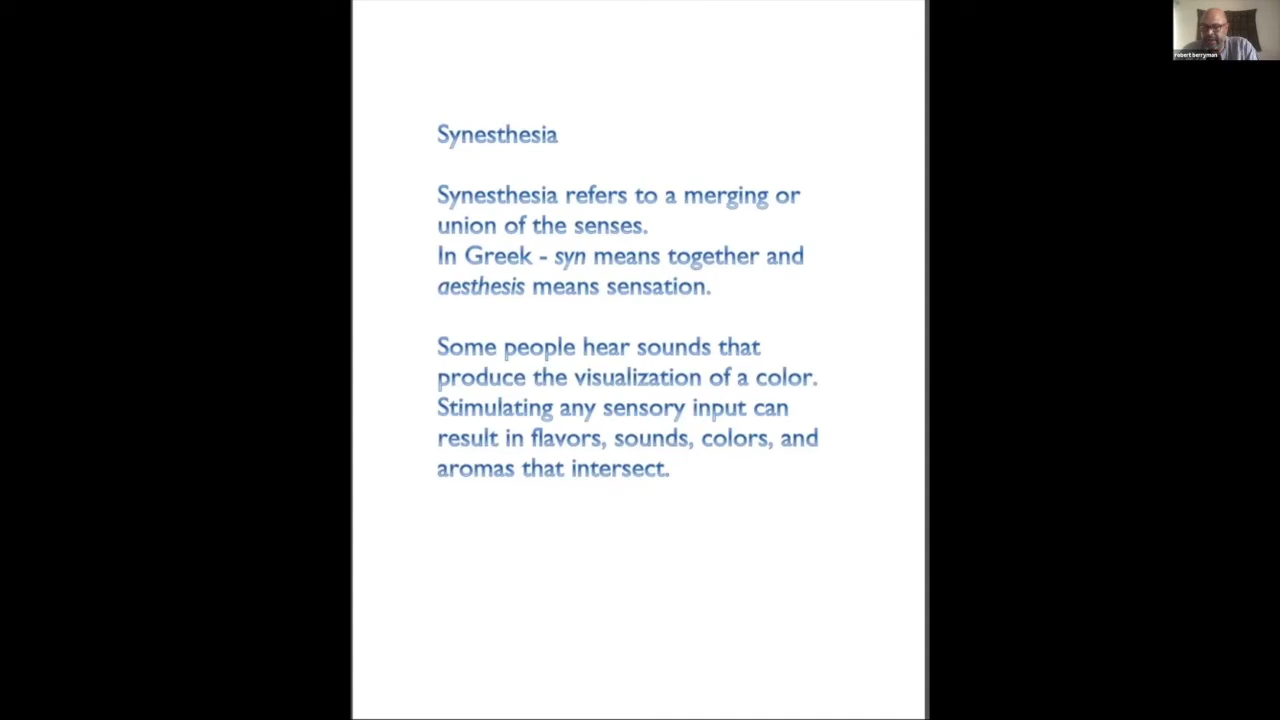 robert berryman
Synesthesia
Synesthesia refers to a merging or
union of the senses.
In Greek - syn means together and
aesthesis means sensation.
Some people hear sounds that
produce the visualization of a color.
Stimulating any sensory input can
result in flavors, sounds, colors, and
aromas that intersect.